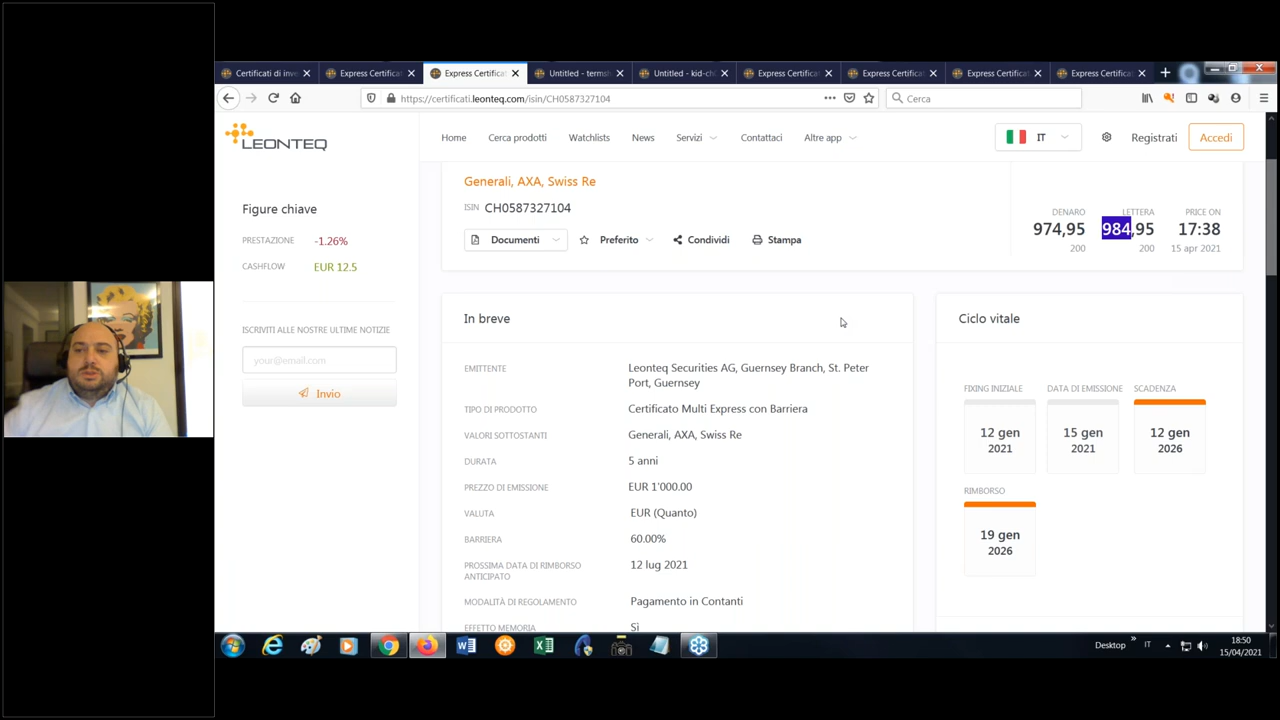 Certificati di inve
Express Certificat
Express Certificat
Untitled - termsh
Untitled - kid-ch
Express Certificat
Express Certificat
Express Certificat
Express Certificat
https://certificati.leonteq.com/isin/CH0587327104
Cerca
LEONTEQ
Home
Cerca prodotti
Watchlists
News
Servizi
Contattaci
Altre app
IT
Registrati
Accedi
Figure chiave
PRESTAZIONE -1.26%
CASHFLOW EUR 12.5
ISCRIVITI ALLE NOSTRE ULTIME NOTIZIE
your@email.com
Invio
Generali, AXA, Swiss Re
ISIN CH0587327104
Documenti
Preferito
Condividi
Stampa
DENARO LETTERA PRICE ON
974,95 984,95 17:38
200 200 15 apr 2021
In breve
EMITTENTE Leonteq Securities AG, Guernsey Branch, St. Peter
Port, Guernsey
TIPO DI PRODOTTO Certificato Multi Express con Barriera
VALORI SOTTOSTANTI Generali, AXA, Swiss Re
DURATA 5 anni
PREZZO DI EMISSIONE EUR 1'000.00
VALUTA EUR (Quanto)
BARRIERA 60.00%
PROSSIMA DATA DI RIMBORSO 12 lug 2021
ANTICIPATO
MODALITÀ DI REGOLAMENTO Pagamento in Contanti
EFFETTO MEMORIA Sì
Ciclo vitale
FIXING INIZIALE DATA DI EMISSIONE SCADENZA
12 gen 15 gen 12 gen
2021 2021 2026
RIMBORSO
19 gen
2026
Desktop
IT
18:50
15/04/2021